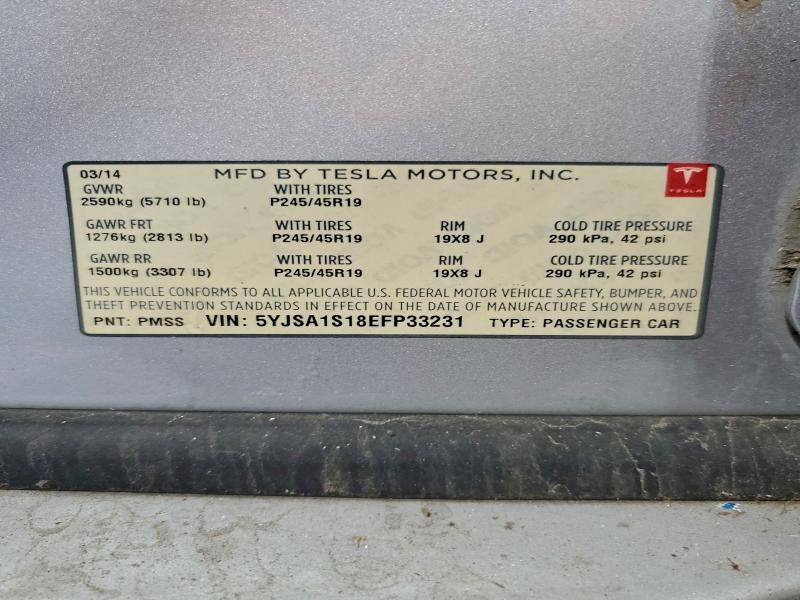 03/14 MFD BY TESLA MOTORS, INC.
TESLA
GVWR WITH TIRES
2590kg (5710 lb) P245/45R19
GAWR FRT WITH TIRES RIM COLD TIRE PRESSURE
1276kg (2813 lb) P245/45R19 19X8 J 290 kPa, 42 psi
GAWR RR WITH TIRES RIM COLD TIRE PRESSURE
1500kg (3307 lb) P245/45R19 19X8 J 290 kPa, 42 psi
THIS VEHICLE CONFORMS TO ALL APPLICABLE U.S. FEDERAL MOTOR VEHICLE SAFETY, BUMPER, AND
THEFT PREVENTION STANDARDS IN EFFECT ON THE DATE OF MANUFACTURE SHOWN ABOVE.
PNT: PMSS VIN: 5YJSA1S18EFP33231 TYPE: PASSENGER CAR